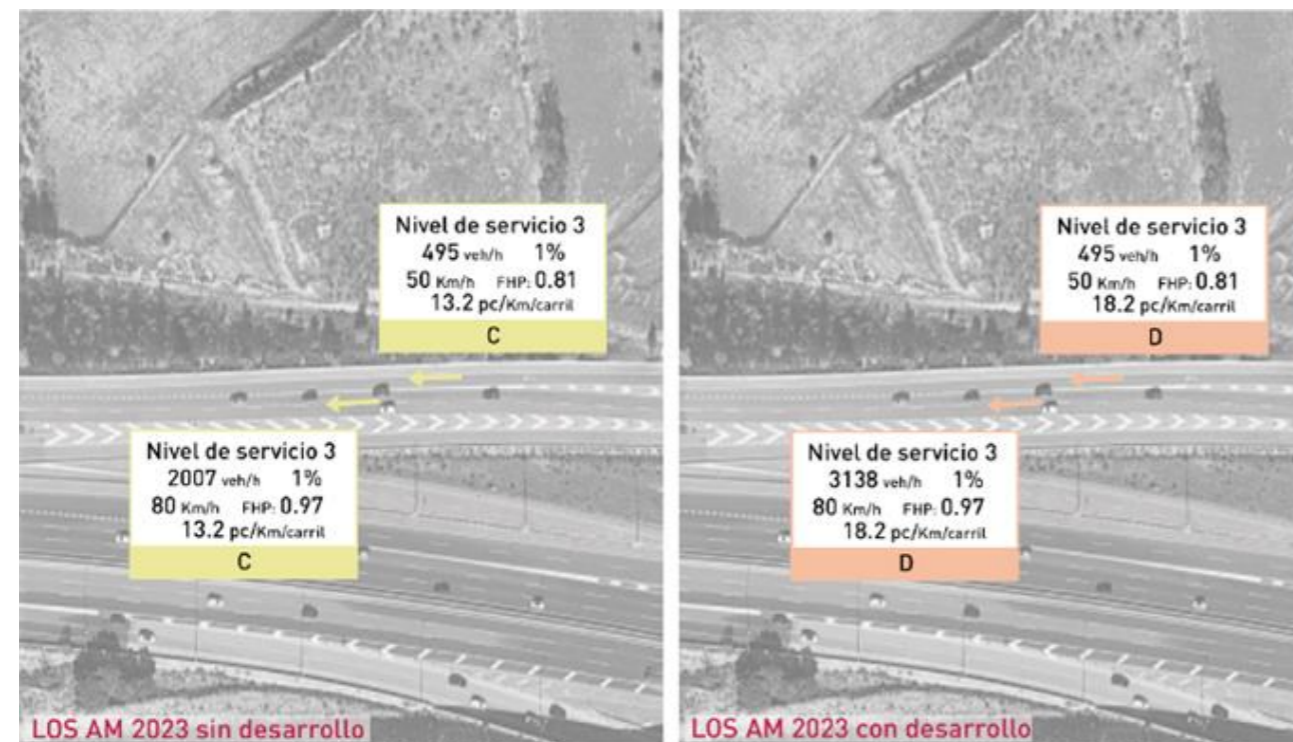 Nivel de servicio 3
495 veh/h 1%
50 Km/h FHP: 0.81
13.2 pc/Km/carril
C
Nivel de servicio 3
2007 veh/h 1%
80 Km/h FHP: 0.97
13.2 pc/Km/carril
C
LOS AM 2023 sin desarrollo
Nivel de servicio 3
495 veh/h 1%
50 Km/h FHP: 0.81
18.2 pc/Km/carril
D
Nivel de servicio 3
3138 veh/h 1%
80 Km/h FHP: 0.97
18.2 pc/Km/carril
D
LOS AM 2023 con desarrollo